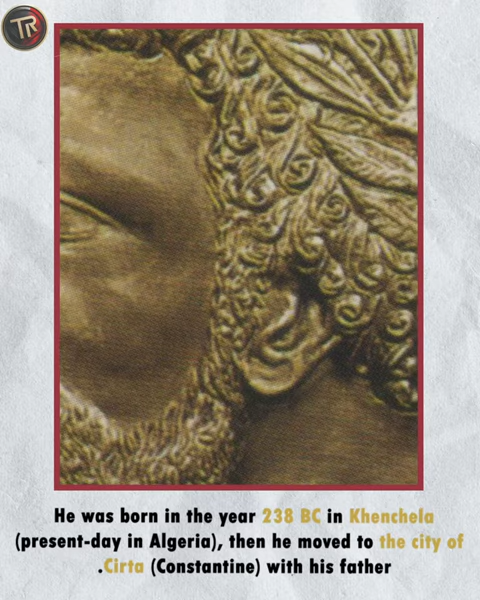 TR
He was born in the year 238 BC in Khenchela
(present-day in Algeria), then he moved to the city of
.Cirta (Constantine) with his father